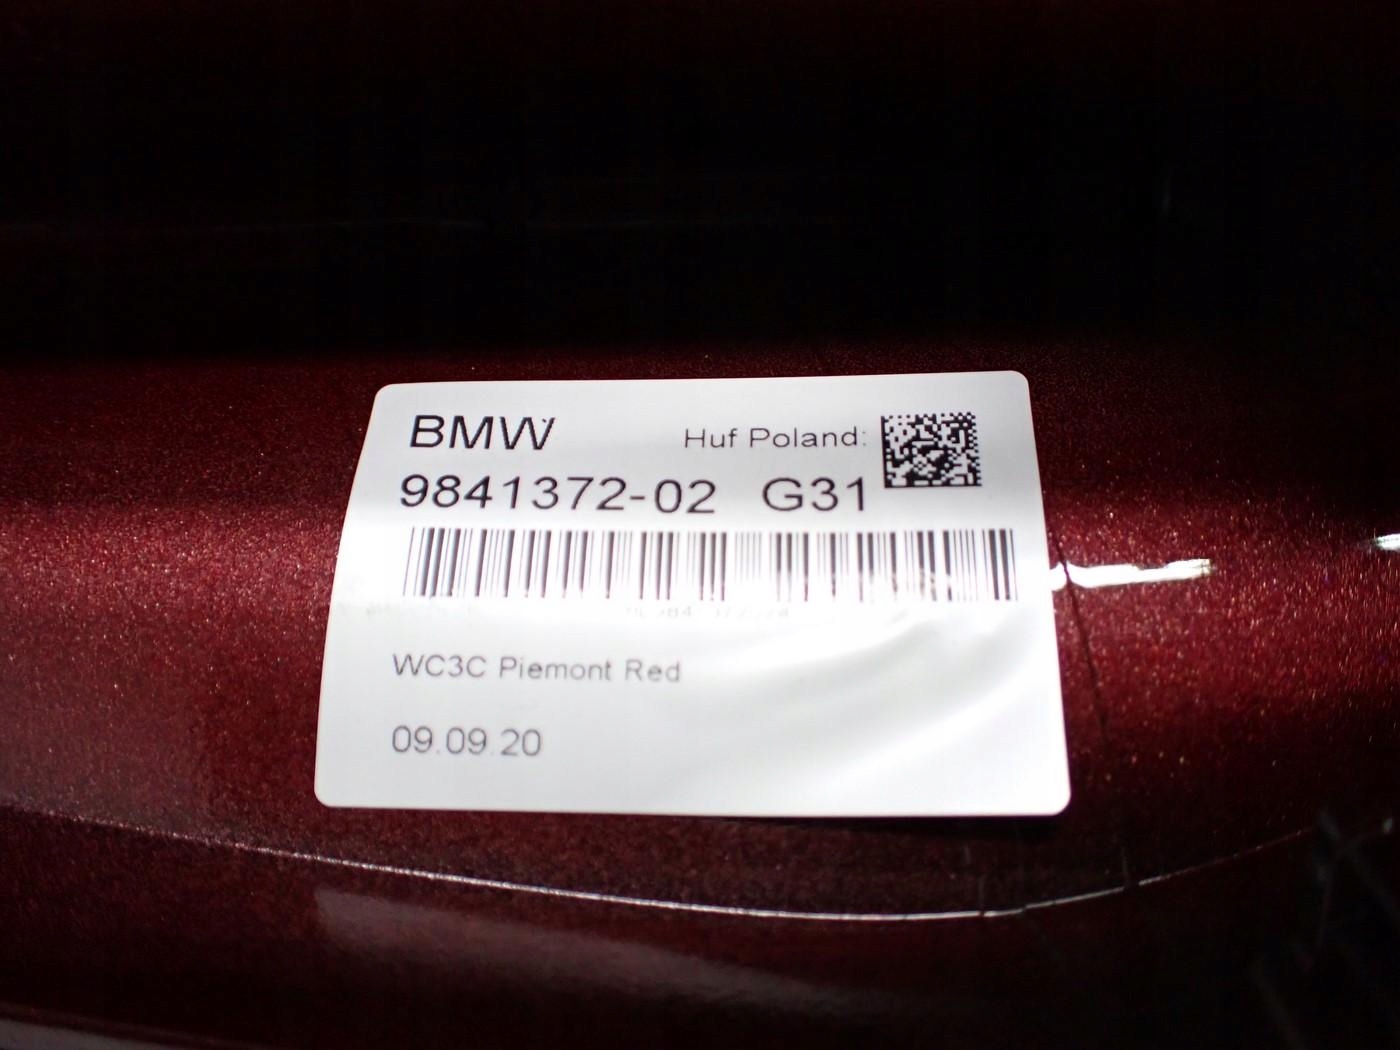 BMW Huf Poland:
9841372-02 G31
WC3C Piemont Red
09.09.20